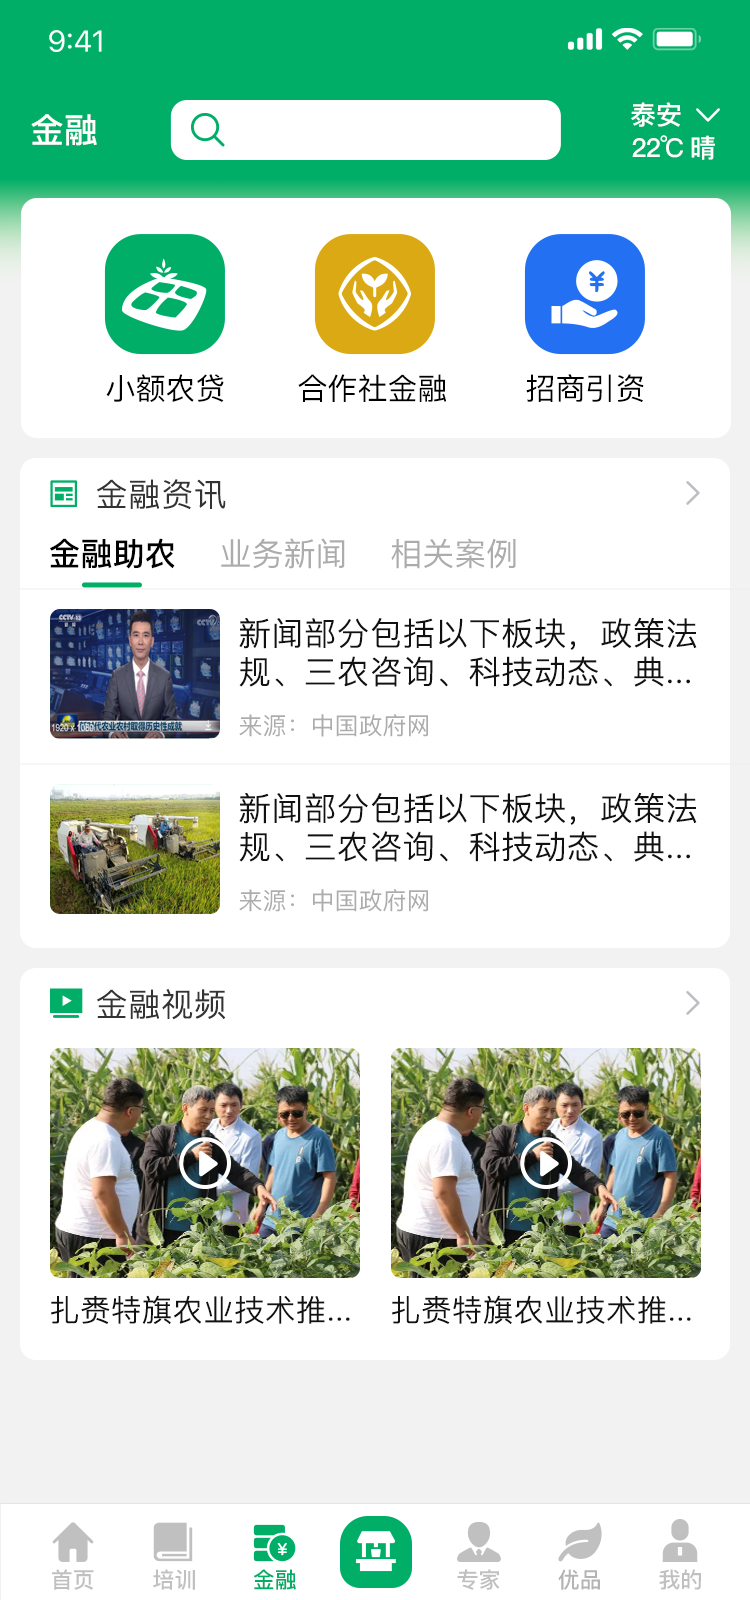 9:41
金融
泰安
22℃ 晴
小额农贷
合作社金融
招商引资
金融资讯
金融助农
业务新闻
相关案例
CCTV-13
新闻部分包括以下板块，政策法
规、三农咨询、科技动态、典...
来源：中国政府网
新闻部分包括以下板块，政策法
规、三农咨询、科技动态、典...
来源：中国政府网
金融视频
扎赉特旗农业技术推...
扎赉特旗农业技术推...
首页
培训
金融
专家
优品
我的